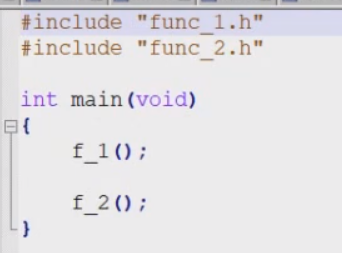 #include "func_1.h"
#include "func_2.h"
int main(void)
{
f_1();
f_2();
}